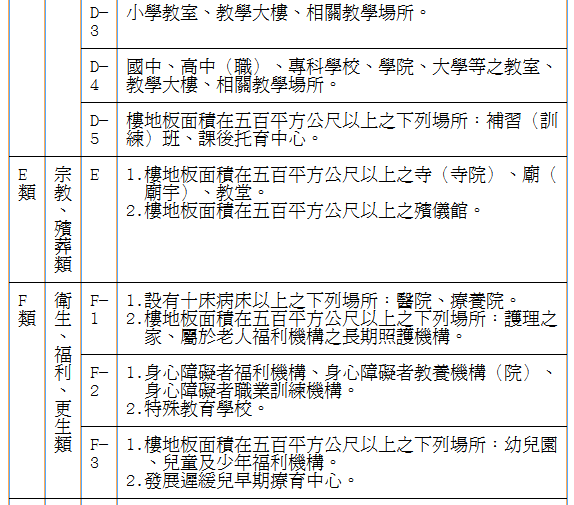 D-
3
小學教室、教學大樓、相關教學場所。
D-
4
國中、高中（職）、專科學校、學院、大學等之教室、
教學大樓、相關教學場所。
D-
5
樓地板面積在五百平方公尺以上之下列場所：補習（訓
練）班、課後托育中心。
E
類
宗教、殯葬類
E
1.樓地板面積在五百平方公尺以上之寺（寺院）、廟（
廟宇）、教堂。
2.樓地板面積在五百平方公尺以上之殯儀館。
F
類
衛生、福利、更生類
F-
1
1.設有十床病床以上之下列場所：醫院、療養院。
2.樓地板面積在五百平方公尺以上之下列場所：護理之
家、屬於老人福利機構之長期照護機構。
F-
2
1.身心障礙者福利機構、身心障礙者教養機構（院）、
身心障礙者職業訓練機構。
2.特殊教育學校。
F-
3
1.樓地板面積在五百平方公尺以上之下列場所：幼兒園
、兒童及少年福利機構。
2.發展遲緩兒早期療育中心。